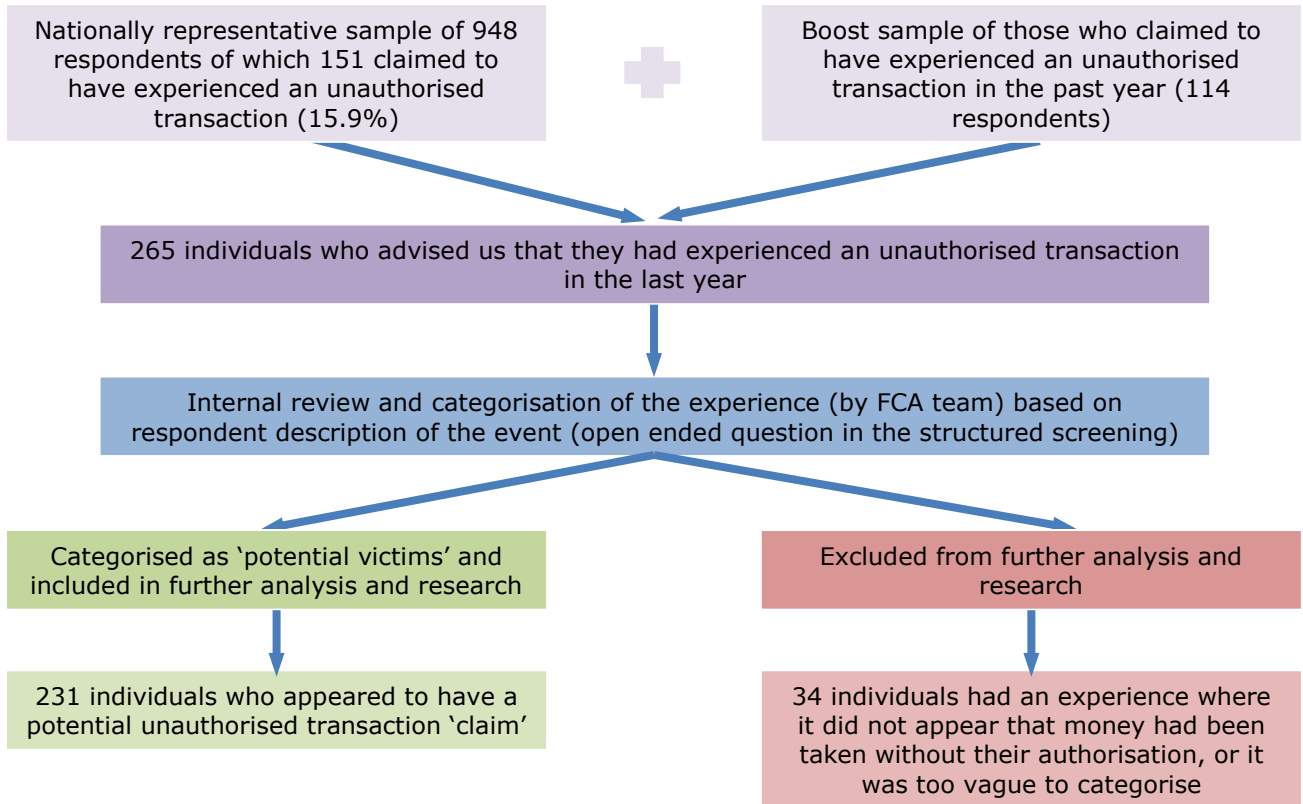 Nationally representative sample of 948
respondents of which 151 claimed to
have experienced an unauthorised
transaction (15.9%)
Boost sample of those who claimed to
have experienced an unauthorised
transaction in the past year (114
respondents)
265 individuals who advised us that they had experienced an unauthorised transaction
in the last year
Internal review and categorisation of the experience (by FCA team) based on
respondent description of the event (open ended question in the structured screening)
Categorised as ‘potential victims’ and
included in further analysis and research
Excluded from further analysis and
research
231 individuals who appeared to have a
potential unauthorised transaction ‘claim’
34 individuals had an experience where
it did not appear that money had been
taken without their authorisation, or it
was too vague to categorise